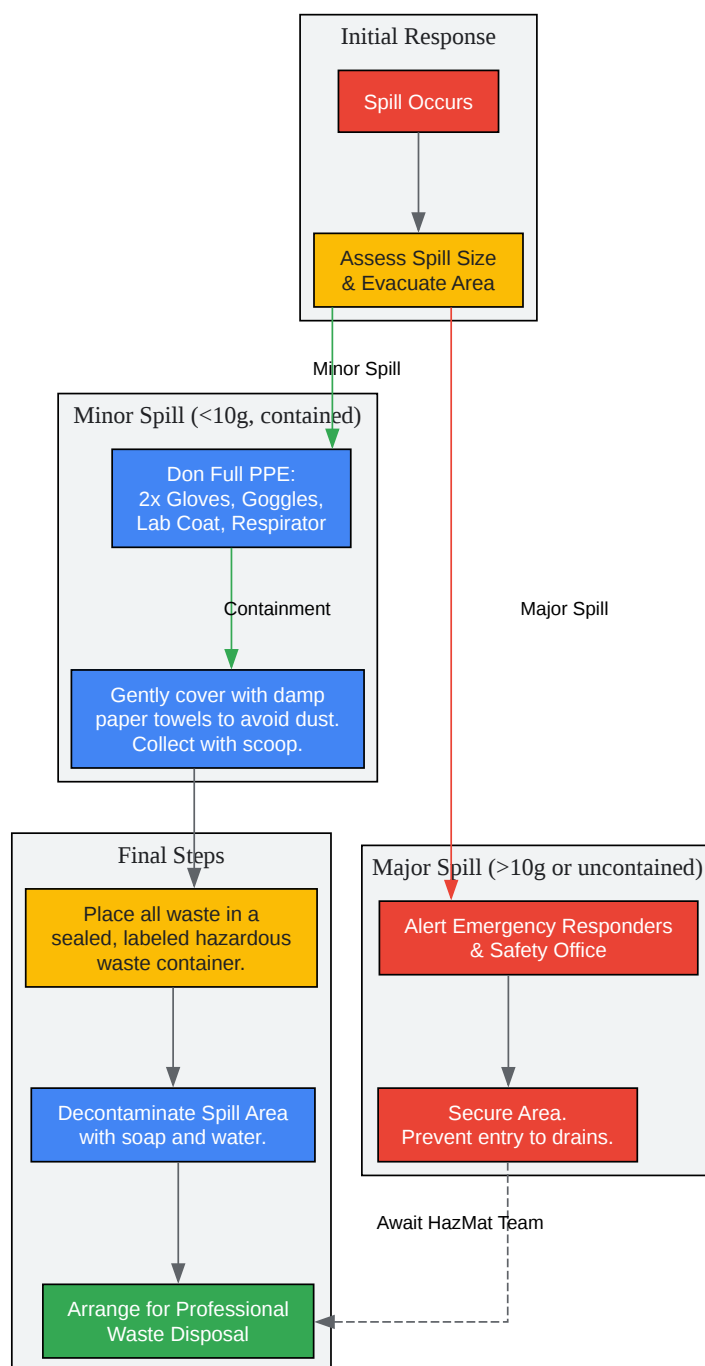 Initial Response
Spill Occurs
Assess Spill Size
& Evacuate Area
Minor Spill
Minor Spill (<10g, contained)
Don Full PPE:
2x Gloves, Goggles,
Lab Coat, Respirator
Containment
Major Spill
Gently cover with damp
paper towels to avoid dust.
Collect with scoop.
Final Steps
Place all waste in a
sealed, labeled hazardous
waste container.
Decontaminate Spill Area
with soap and water.
Major Spill (>10g or uncontained)
Alert Emergency Responders
& Safety Office
Secure Area.
Prevent entry to drains.
Await HazMat Team
Arrange for Professional
Waste Disposal